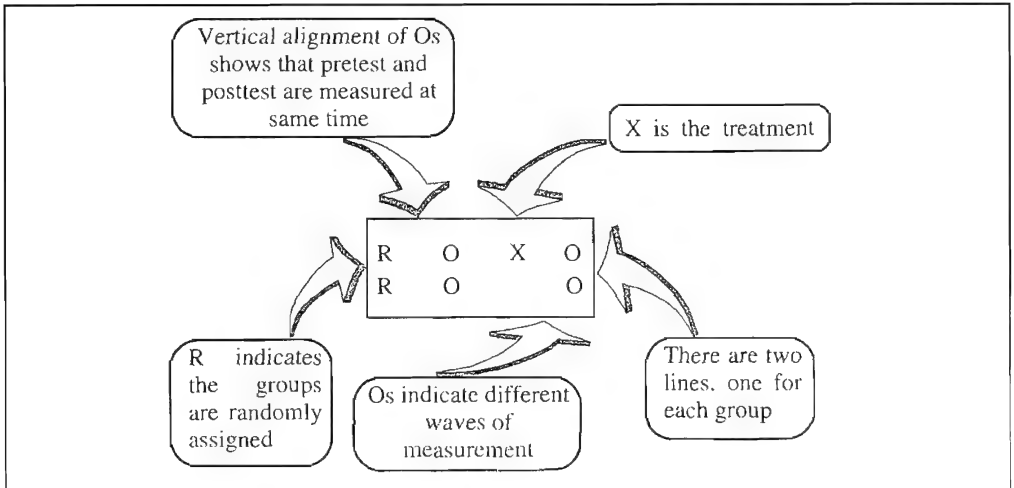 Vertical alignment of Os
shows that pretest and
posttest are measured at
same time
X is the treatment
R O X O
R O O
R indicates
the groups
are randomly
assigned
Os indicate different
waves of
measurement
There are two
lines, one for
each group